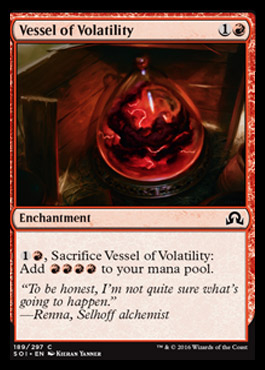 Vessel of Volatility 1
Enchantment
1, Sacrifice Vessel of Volatility:
Add to your mana pool.
“To be honest, I’m not quite sure what’s
going to happen.”
—Renna, Selhoff alchemist
189/297 C
SOI • EN KIERAN YANNER
™ & © 2016 Wizards of the Coast